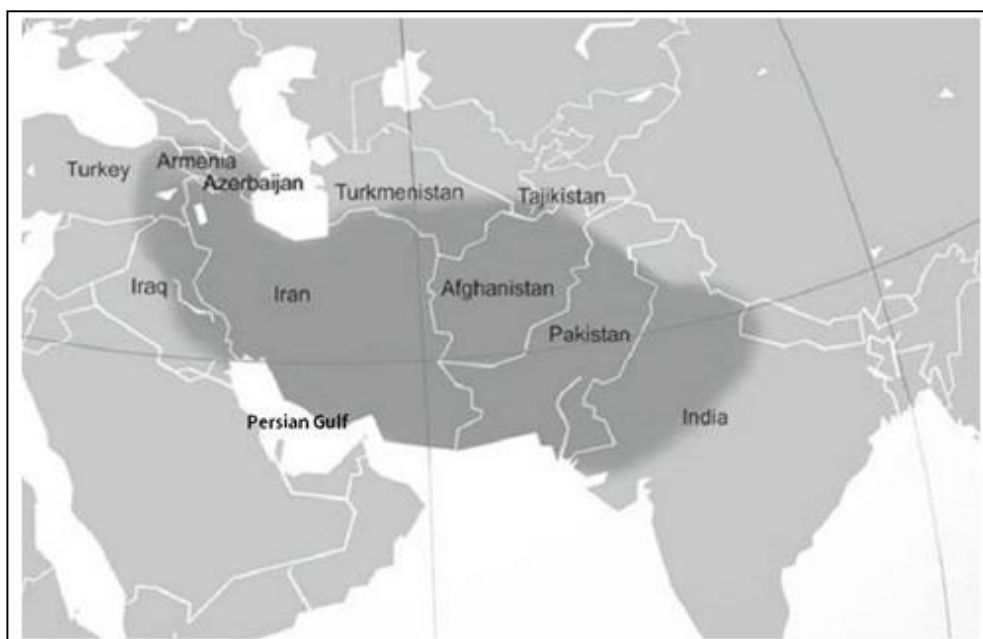 Armenia
Turkey
Azerbaijan
Turkmenistan
Tajikistan
Iraq
Iran
Afghanistan
Pakistan
Persian Gulf
India